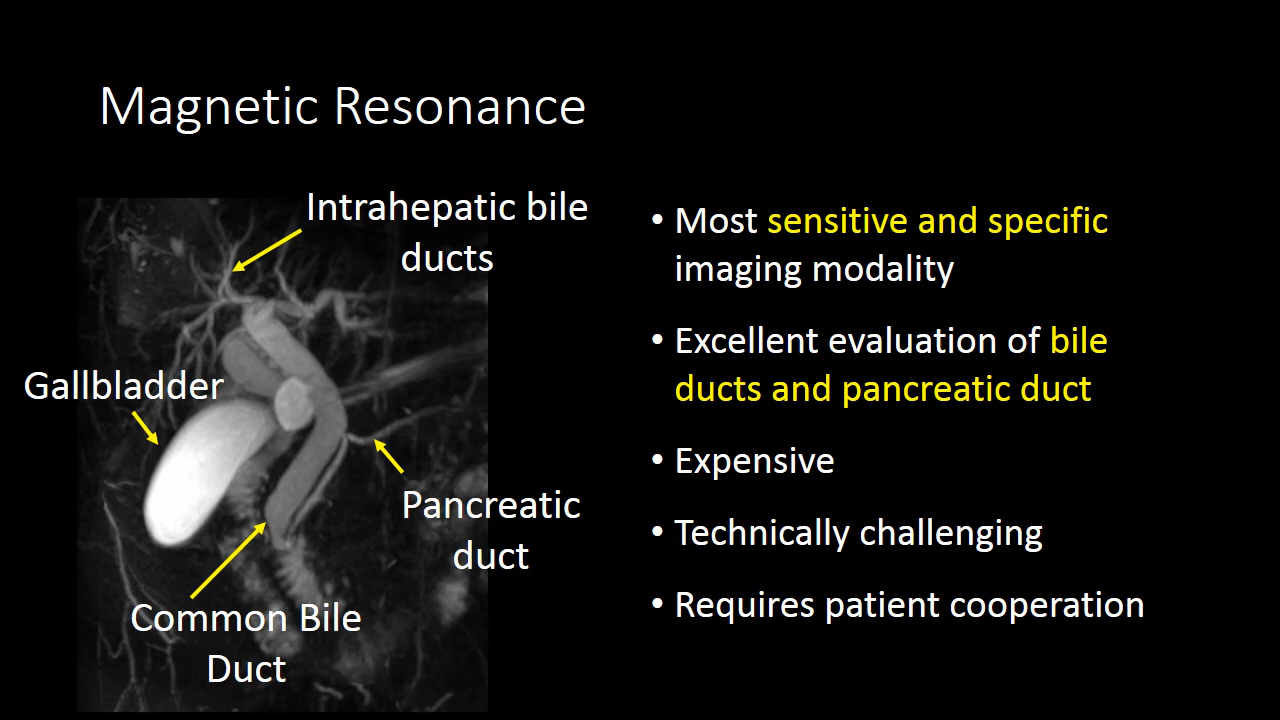 Magnetic Resonance
Intrahepatic bile
ducts
Gallbladder
Pancreatic
duct
Common Bile
Duct
• Most sensitive and specific
imaging modality
• Excellent evaluation of bile
ducts and pancreatic duct
• Expensive
• Technically challenging
• Requires patient cooperation